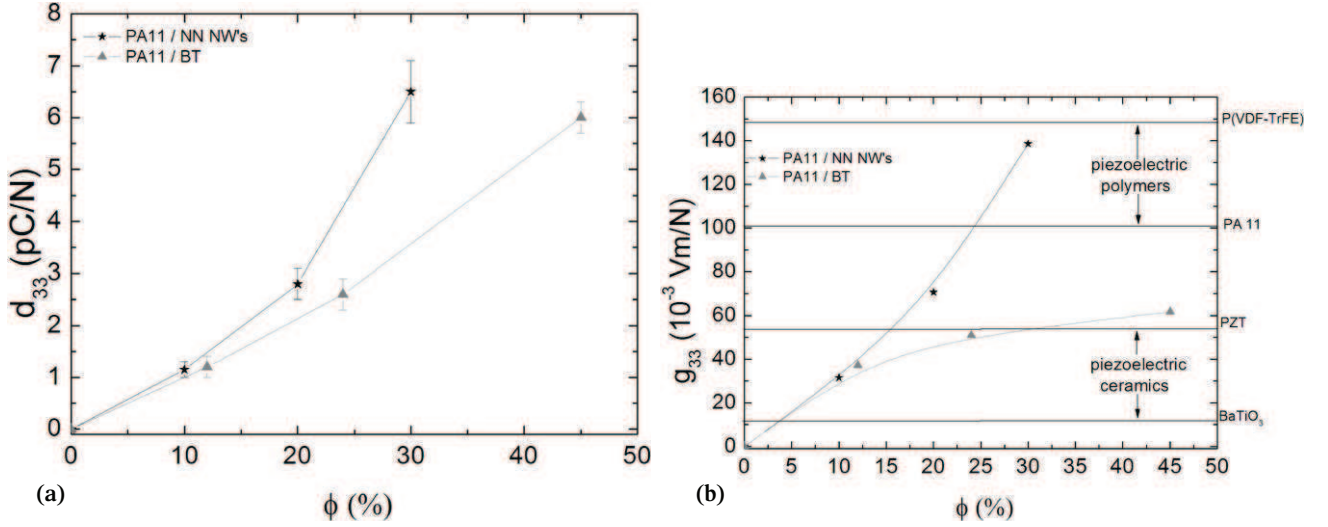 8
7
6
5
4
3
2
1
0
d33 (pC/N)
PA11 / NN NW's
PA11 / BT
0 10 20 30 40 50
(a)
ϕ (%)
160
140
120
100
80
60
40
20
0
g33 (10-3 Vm/N)
PA11 / NN NW's
PA11 / BT
P(VDF-TrFE)
piezoelectric
polymers
PA 11
PZT
piezoelectric
ceramics
BaTiO3
0 5 10 15 20 25 30 35 40 45 50
(b)
ϕ (%)